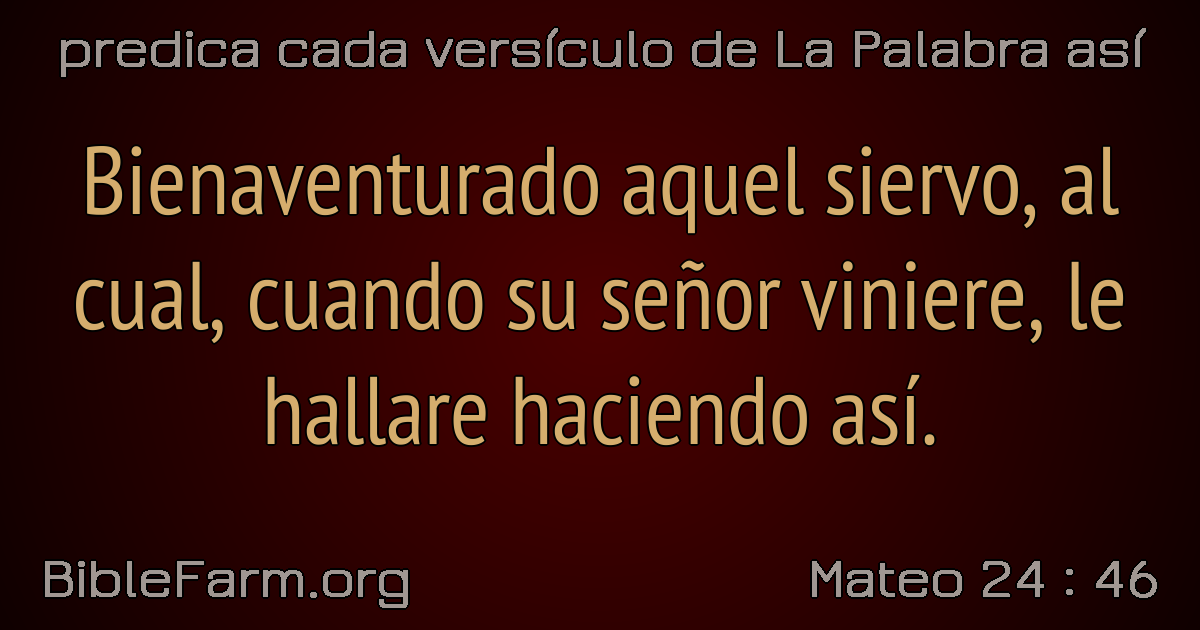 predica cada versículo de La Palabra así
Bienaventurado aquel siervo, al
cual, cuando su señor viniere, le
hallare haciendo así.
BibleFarm.org
Mateo 24 : 46